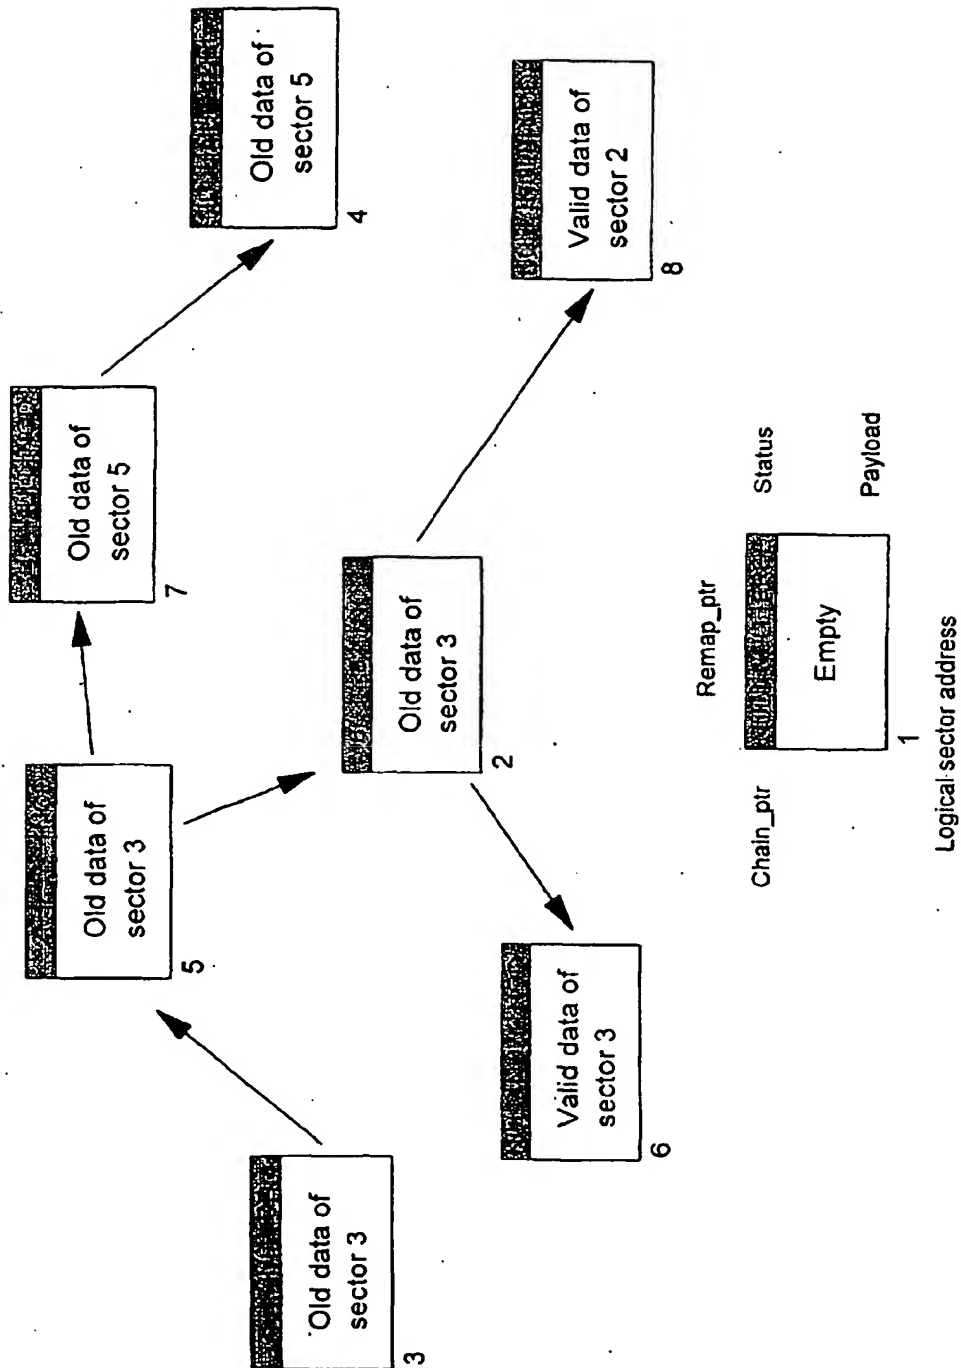 Old data of
sector 3
5
Old data of
sector 5
7
Old data of
sector 5
4
Old data of
sector 3
3
Old data of
sector 3
2
Valid data of
sector 3
6
Valid data of
sector 2
8
Remap_ptr
Chain_ptr
Status
Empty
Payload
1
Logical sector address